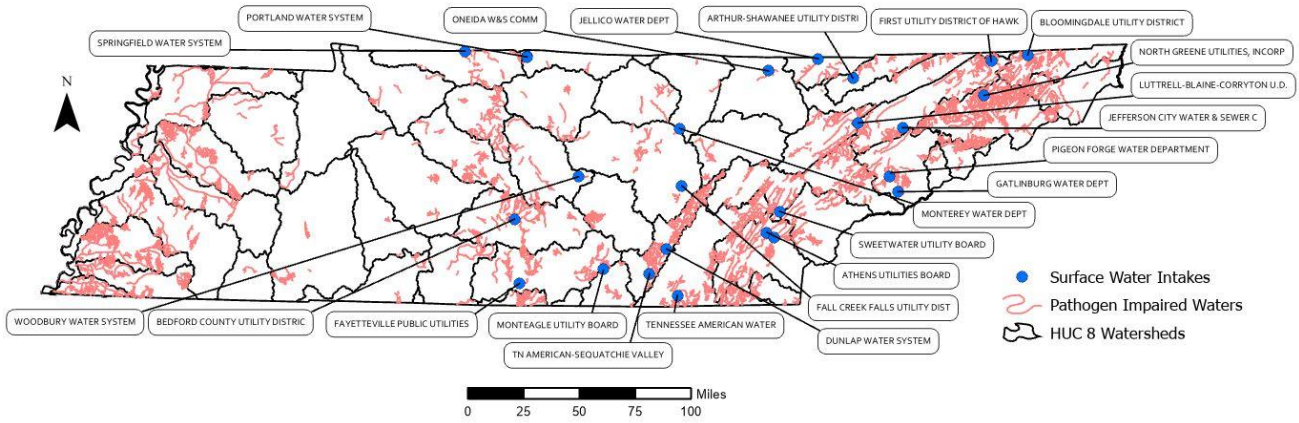 PORTLAND WATER SYSTEM
ONEIDA W&S COMM
JELLICO WATER DEPT
ARTHUR-SHAWANEE UTILITY DISTRI
FIRST UTILITY DISTRICT OF HAWK
BLOOMINGDALE UTILITY DISTRICT
SPRINGFIELD WATER SYSTEM
NORTH GREENE UTILITIES, INCORP
N
LUTTRELL-BLAINE-CORRYTON U.D.
JEFFERSON CITY WATER & SEWER C
PIGEON FORGE WATER DEPARTMENT
GATLINBURG WATER DEPT
MONTEREY WATER DEPT
SWEETWATER UTILITY BOARD
ATHENS UTILITIES BOARD
FALL CREEK FALLS UTILITY DIST
Surface Water Intakes
Pathogen Impaired Waters
HUC 8 Watersheds
WOODBURY WATER SYSTEM
BEDFORD COUNTY UTILITY DISTRIC
FAYETTEVILLE PUBLIC UTILITIES
MONTEAGLE UTILITY BOARD
TENNESSEE AMERICAN WATER
DUNLAP WATER SYSTEM
TN AMERICAN-SEQUATCHIE VALLEY
Miles
0 25 50 75 100